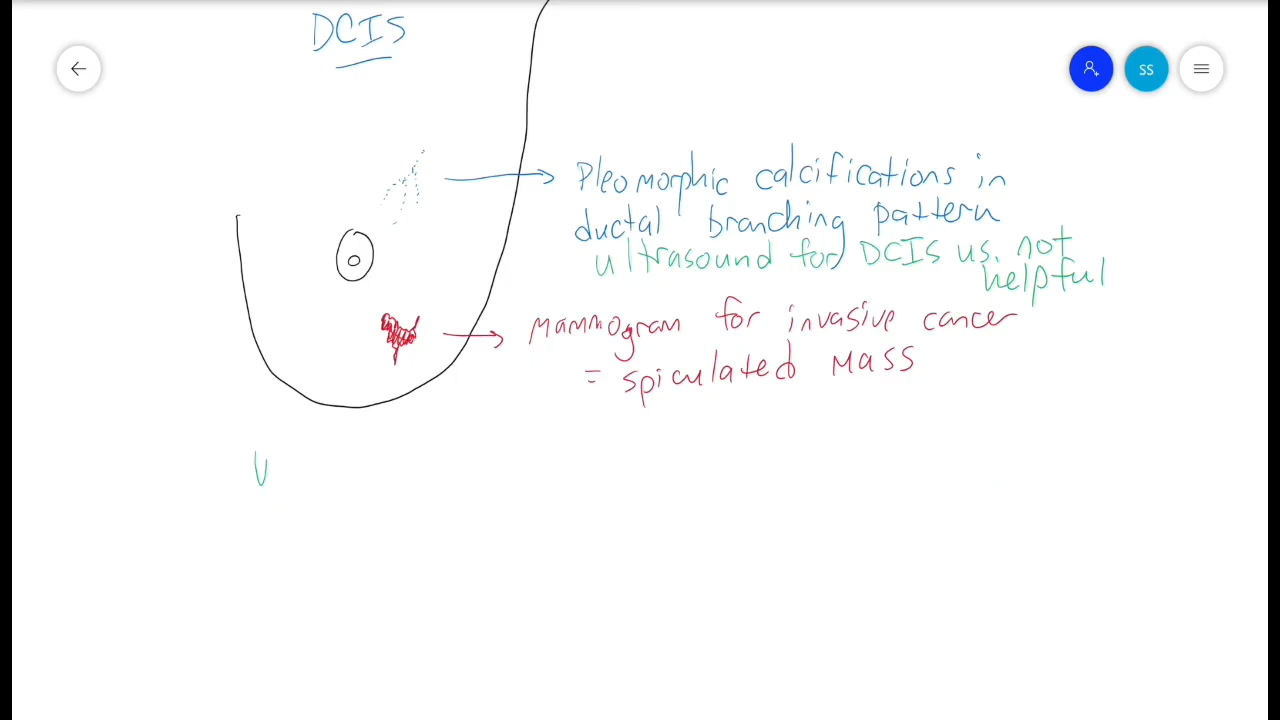 DCIS
SS
Pleomorphic calcifications in
ductal branching pattern
ultrasound for DCIS us. not
helpful
mammogram for invasive cancer
= spiculated mass
U